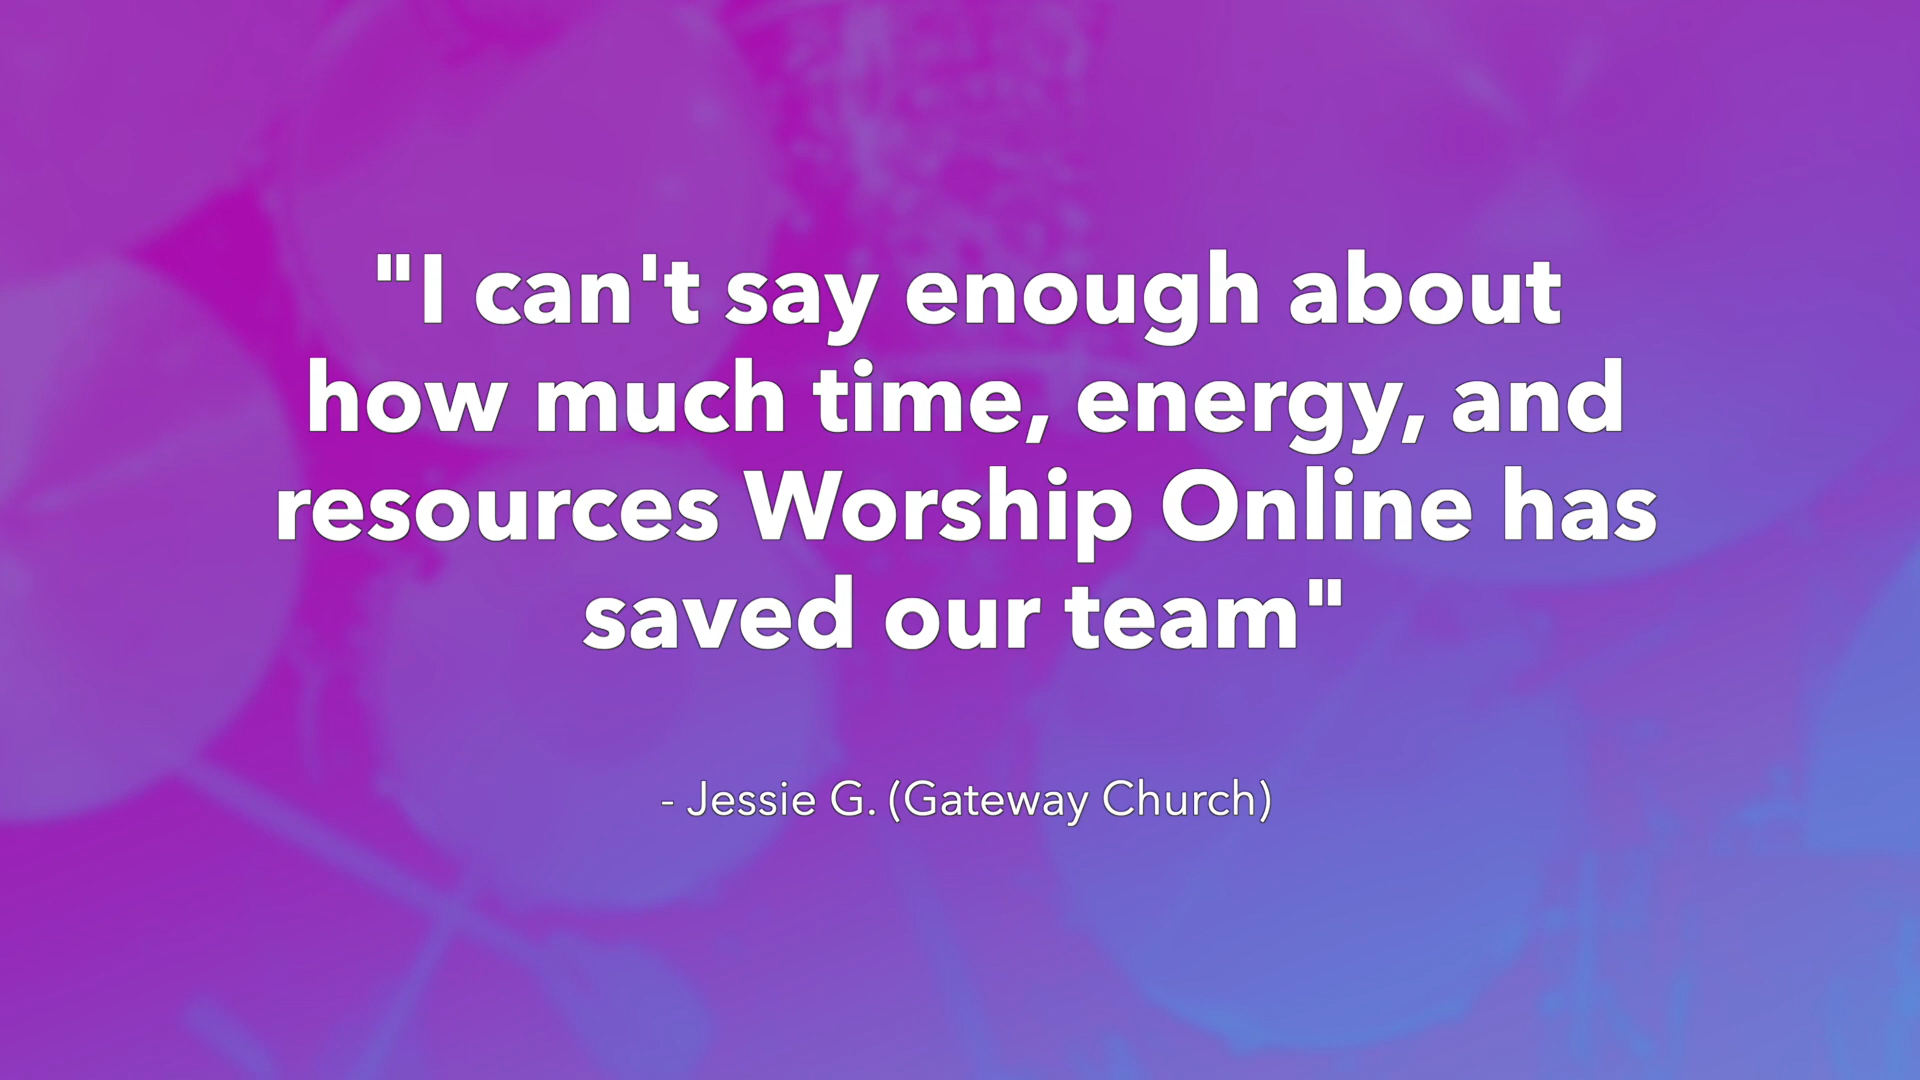 "I can't say enough about
how much time, energy, and
resources Worship Online has
saved our team"
- Jessie G. (Gateway Church)